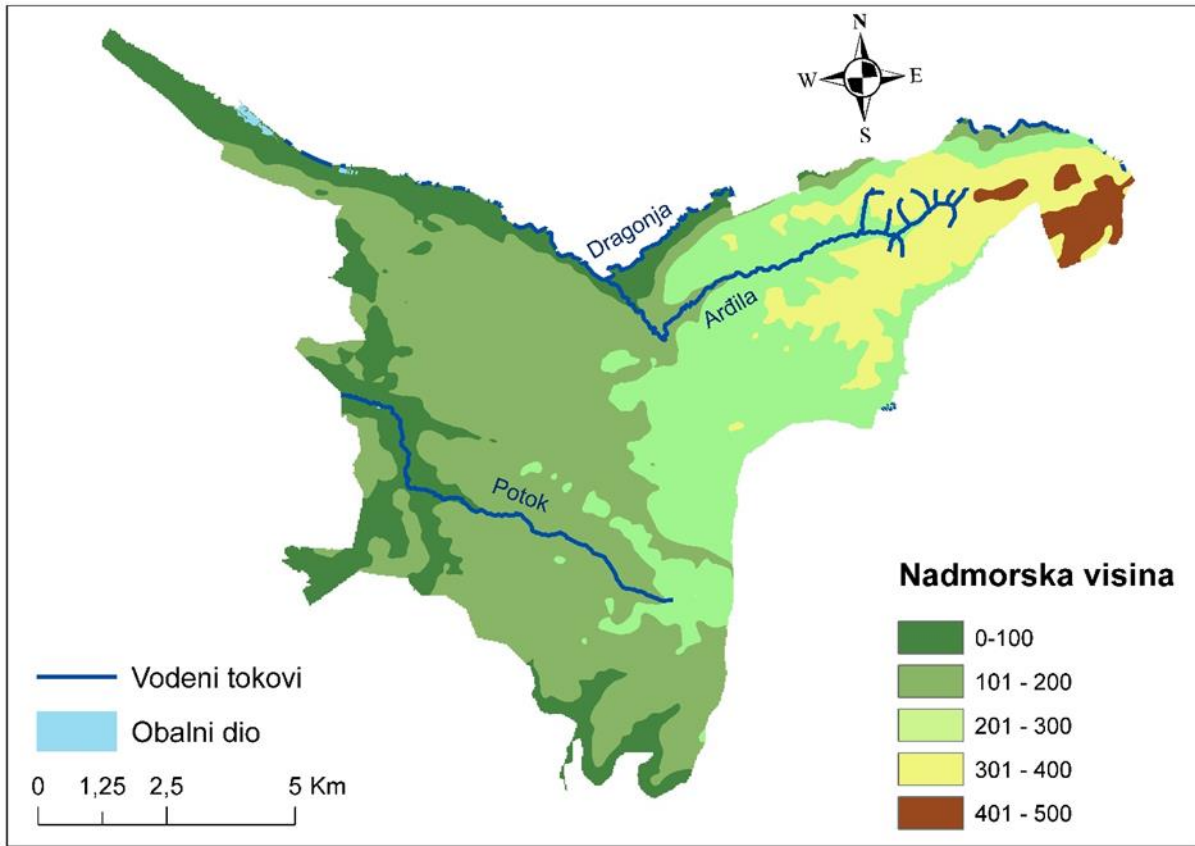 N
W E
S
Dragonja
Arđila
Potok
Nadmorska visina
0-100
101 - 200
201 - 300
301 - 400
401 - 500
Vodeni tokovi
Obalni dio
0 1,25 2,5 5 Km